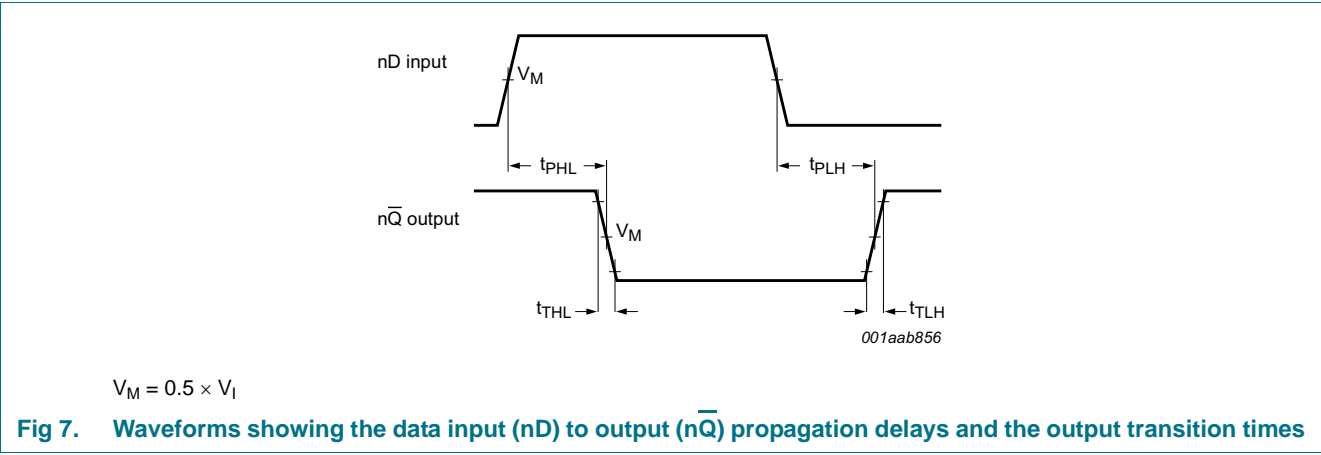 nD input
V_M
t_PHL
t_PLH
nQ̅ output
V_M
t_THL
t_TLH
001aab856
V_M = 0.5 × V_I
Fig 7. Waveforms showing the data input (nD) to output (nQ̅) propagation delays and the output transition times